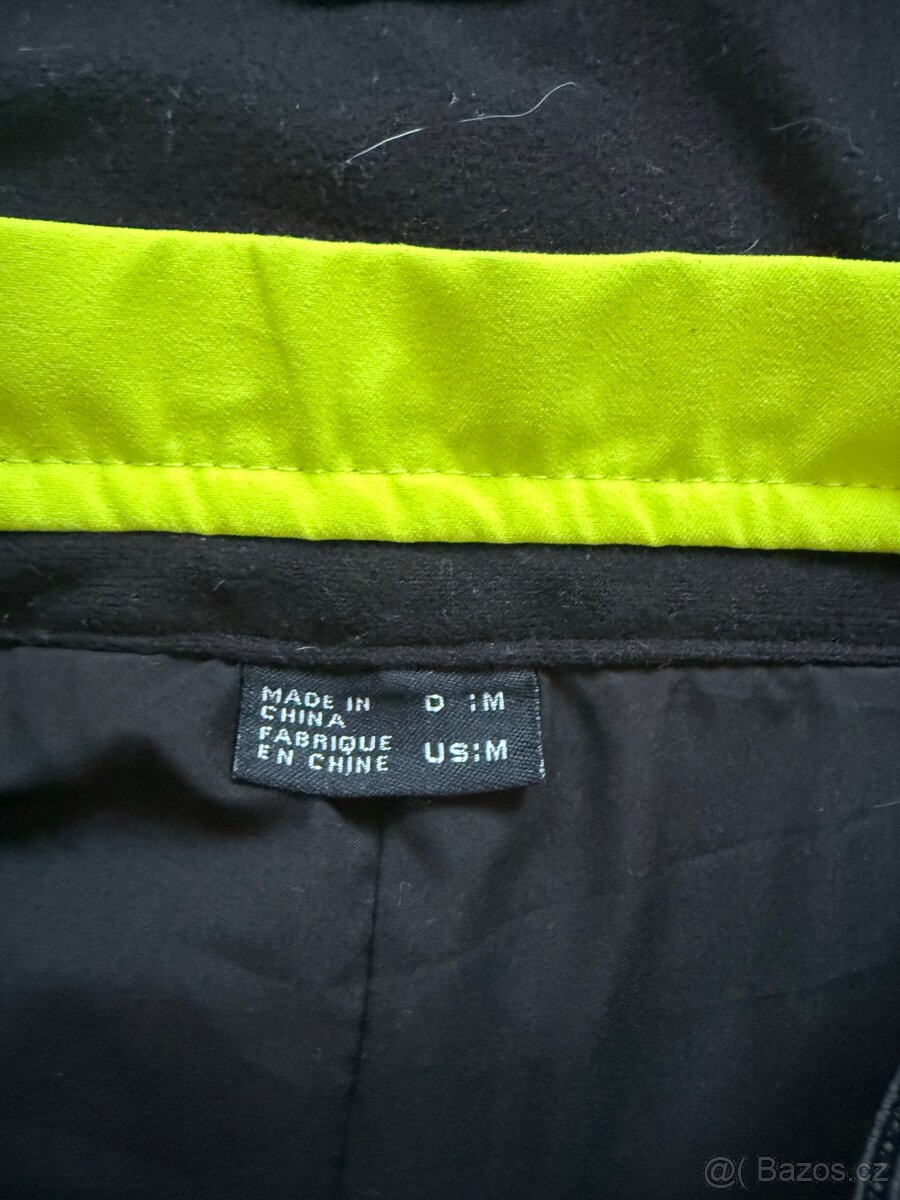 MADE IN
CHINA
FABRIQUE
EN CHINE
D :M
US:M
@( Bazos.cz